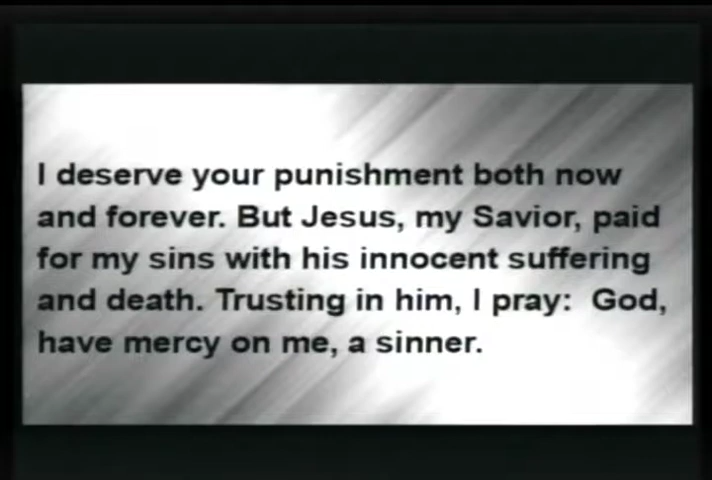 I deserve your punishment both now
and forever. But Jesus, my Savior, paid
for my sins with his innocent suffering
and death. Trusting in him, I pray:  God,
have mercy on me, a sinner.